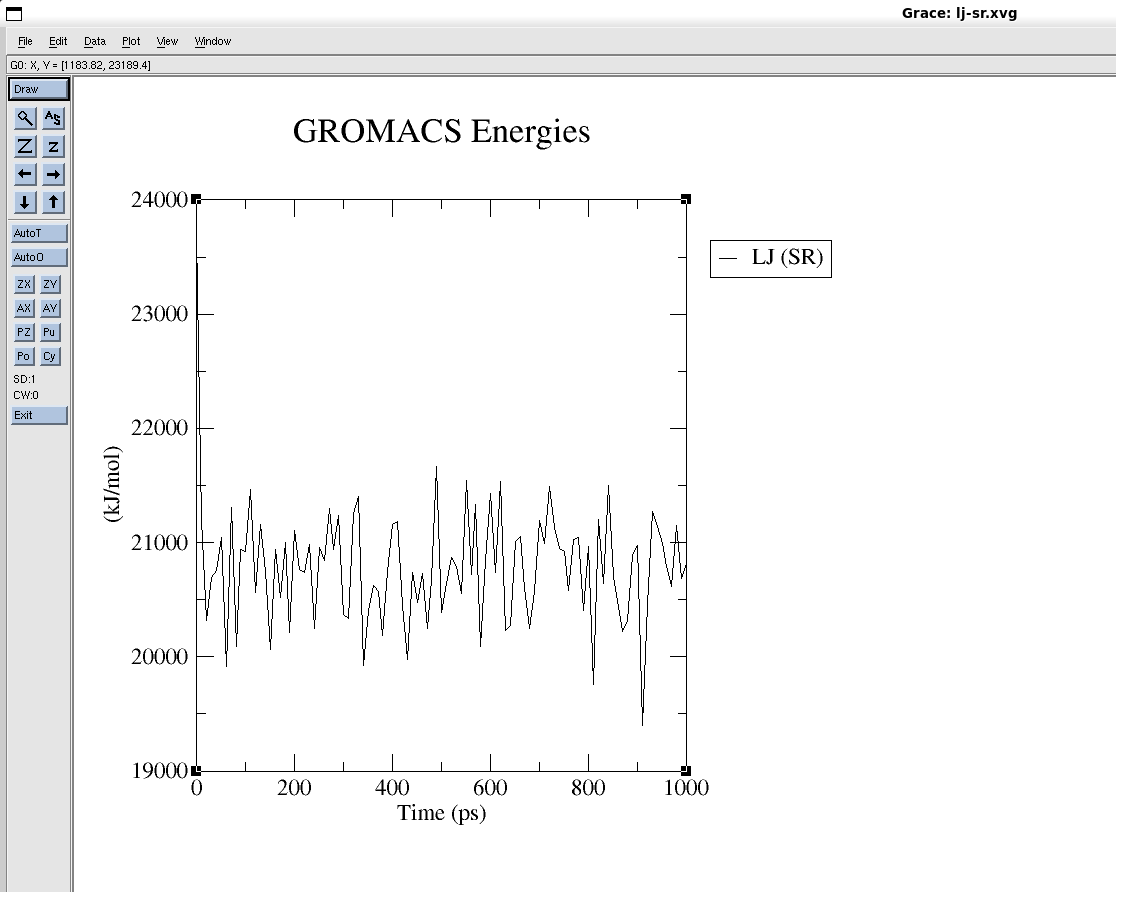 Grace: lj-sr.xvg
File Edit Data Plot View Window
G0: X, Y = [1183.82, 23189.4]
Draw
AS
Z z
AutoT
AutoO
ZX ZY
AX AY
PZ Pu
Po Cy
SD:1
CW:0
Exit
GROMACS Energies
24000
23000
22000
21000
20000
19000
(kJ/mol)
LJ (SR)
0 200 400 600 800 1000
Time (ps)